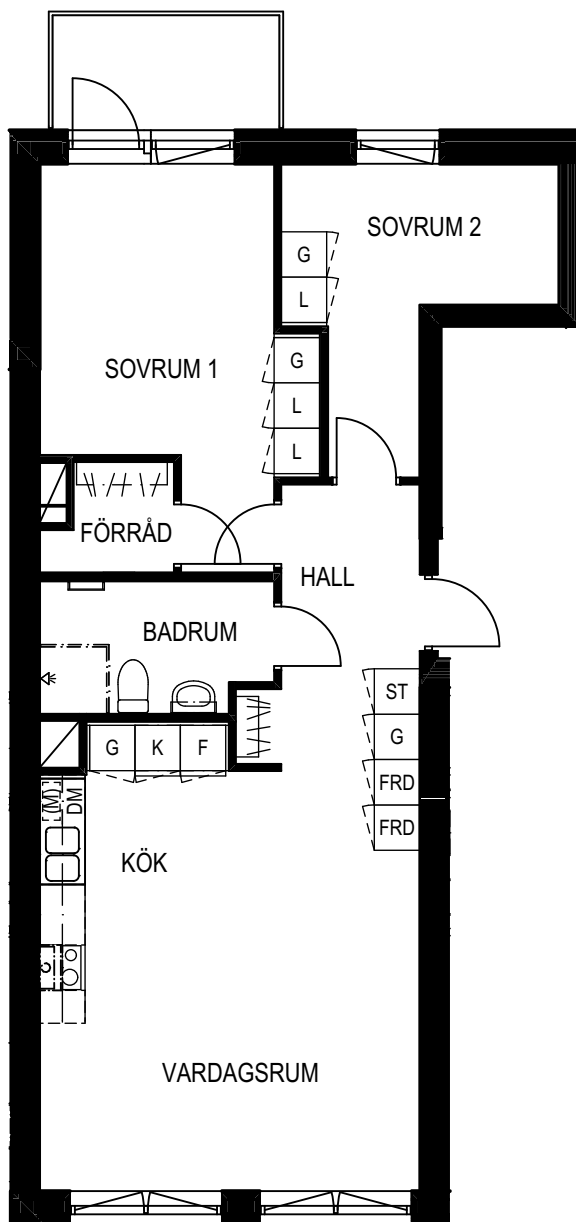 SOVRUM 2
G
L
SOVRUM 1
G
L
L
FÖRRÅD
HALL
BADRUM
ST
G
FRD
FRD
G K F
(M)
DM
KÖK
VARDAGSRUM